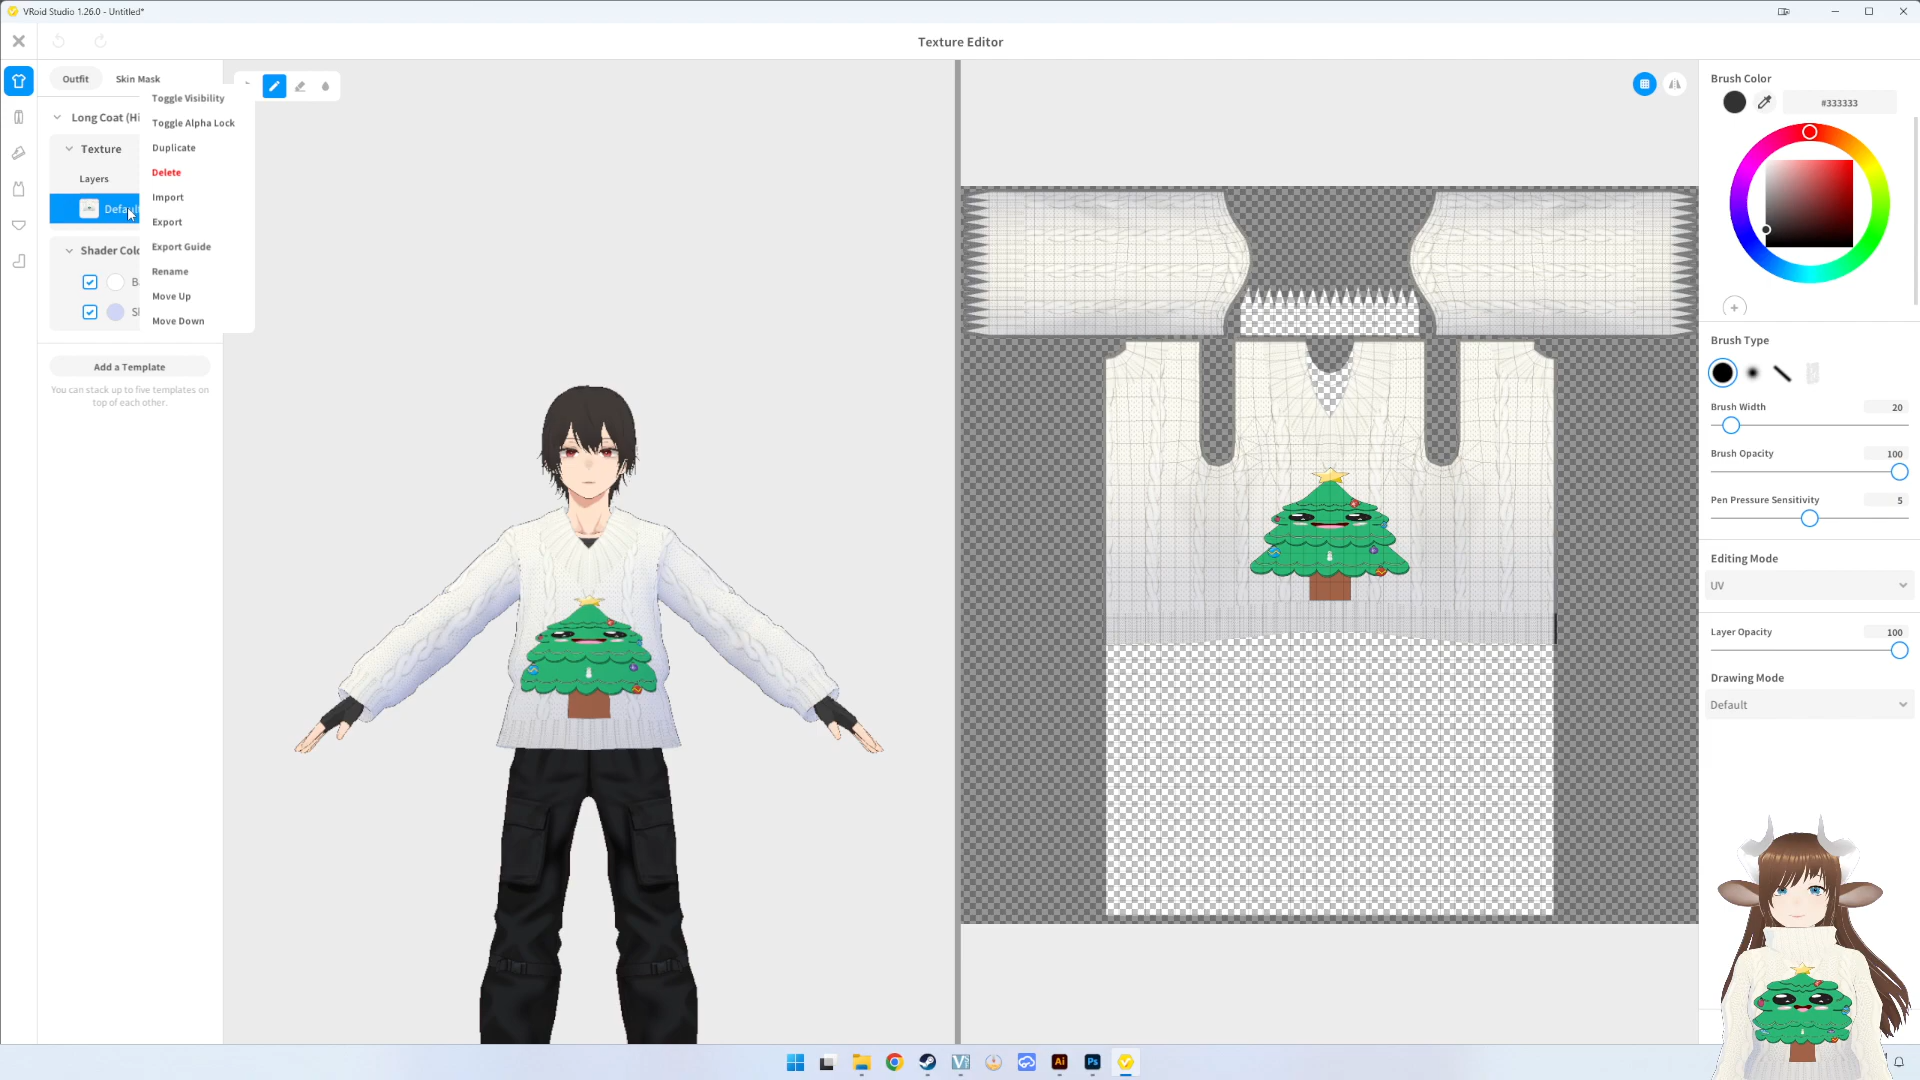 VRoid Studio 1.26.0 - Untitled*
Texture Editor
Outfit
Skin Mask
Long Coat (Hi
Texture
Layers
Default
Shader Colo
B
S
Add a Template
You can stack up to five templates on
top of each other.
Toggle Visibility
Toggle Alpha Lock
Duplicate
Delete
Import
Export
Export Guide
Rename
Move Up
Move Down
Brush Color
#333333
Brush Type
Brush Width
20
Brush Opacity
100
Pen Pressure Sensitivity
5
Editing Mode
UV
Layer Opacity
100
Drawing Mode
Default
Ai
Ps